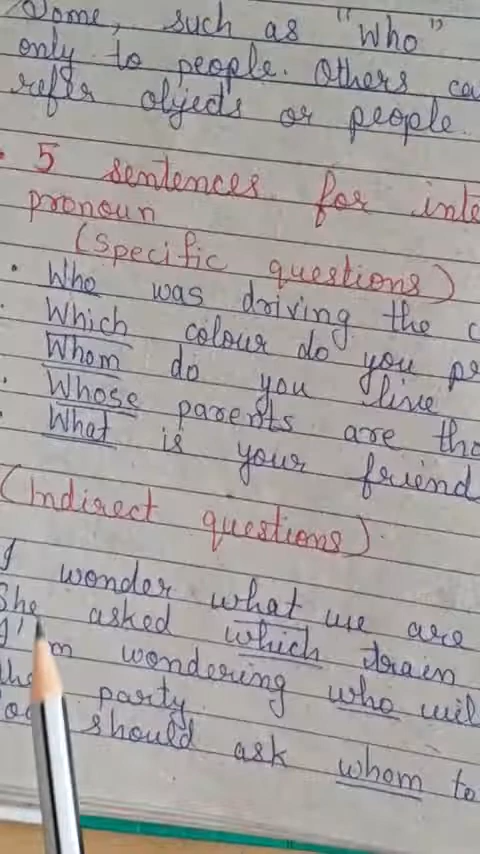 Some, such as "Who"
only to people. Others ca
refer objects or people.
5 sentences for inte
pronoun
(Specific questions)
• Who was driving the c
• Which colour do you pr
Whom do you live
• Whose parents are tho
• What is your friend
(Indirect questions)
I wonder what we are
She asked which train
I'm wondering who wil
the party.
should ask whom to